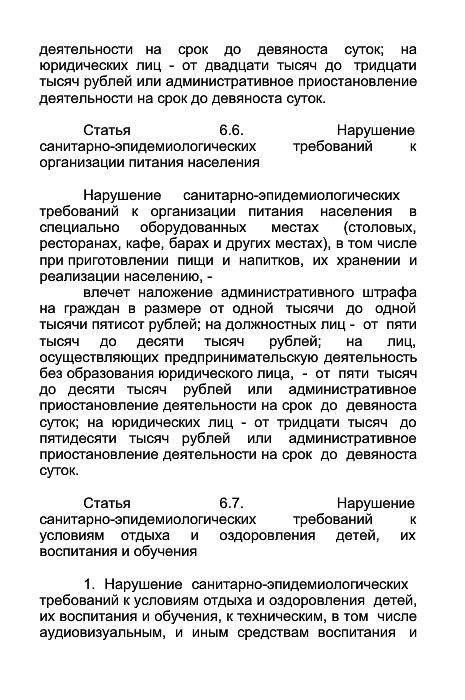 деятельности на срок до девяноста суток; на
юридических лиц - от двадцати тысяч до тридцати
тысяч рублей или административное приостановление
деятельности на срок до девяноста суток.
Статья 6.6. Нарушение
санитарно-эпидемиологических требований к
организации питания населения
Нарушение санитарно-эпидемиологических
требований к организации питания населения в
специально оборудованных местах (столовых,
ресторанах, кафе, барах и других местах), в том числе
при приготовлении пищи и напитков, их хранении и
реализации населению, -
влечет наложение административного штрафа
на граждан в размере от одной тысячи до одной
тысячи пятисот рублей; на должностных лиц - от пяти
тысяч до десяти тысяч рублей; на лиц,
осуществляющих предпринимательскую деятельность
без образования юридического лица, - от пяти тысяч
до десяти тысяч рублей или административное
приостановление деятельности на срок до девяноста
суток; на юридических лиц - от тридцати тысяч до
пятидесяти тысяч рублей или административное
приостановление деятельности на срок до девяноста
суток.
Статья 6.7. Нарушение
санитарно-эпидемиологических требований к
условиям отдыха и оздоровления детей, их
воспитания и обучения
1. Нарушение санитарно-эпидемиологических
требований к условиям отдыха и оздоровления детей,
их воспитания и обучения, к техническим, в том числе
аудиовизуальным, и иным средствам воспитания и